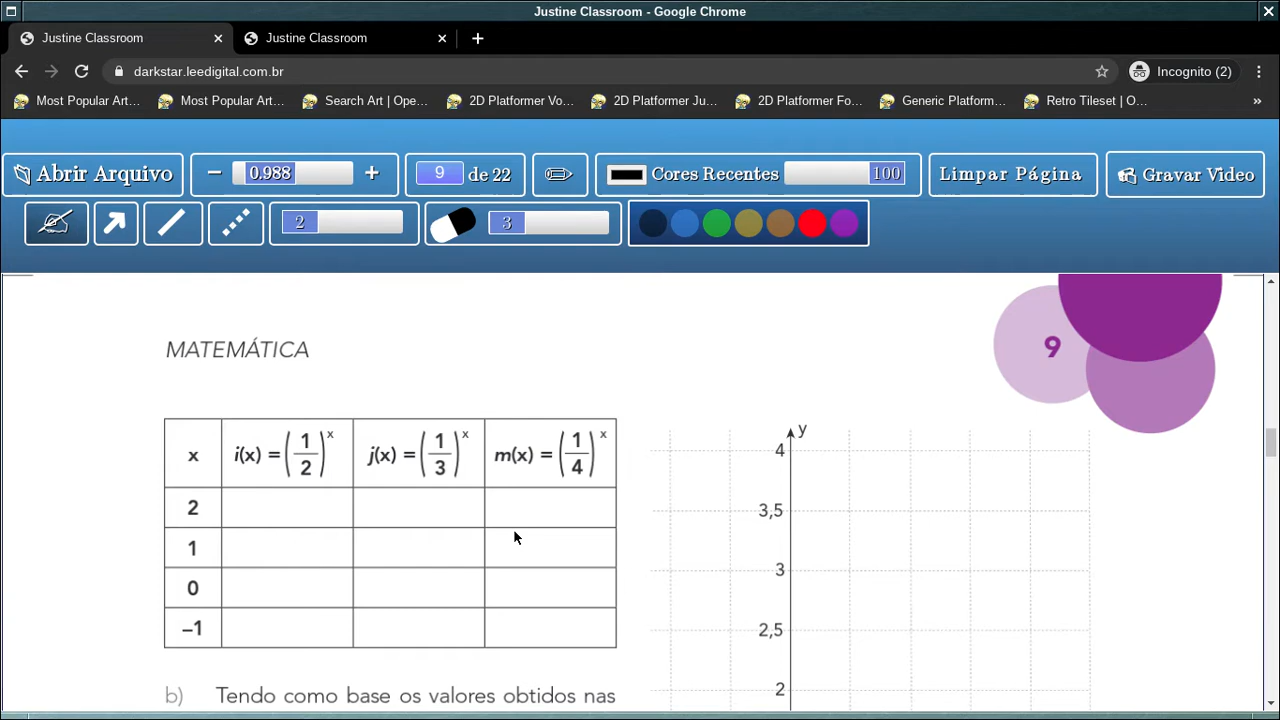 Justine Classroom - Google Chrome
Justine Classroom
Justine Classroom
darkstar.leedigital.com.br
Incognito (2)
Most Popular Art…
Most Popular Art…
Search Art | Ope…
2D Platformer Vo…
2D Platformer Ju…
2D Platformer Fo…
Generic Platform…
Retro Tileset | O…
»
Abrir Arquivo
− 0.988 +
9 de 22
Cores Recentes 100
Limpar Página
Gravar Video
2
3
MATEMÁTICA
9
x i(x) = (1/2)^x j(x) = (1/3)^x m(x) = (1/4)^x
2
1
0
–1
b) Tendo como base os valores obtidos nas
y
4
3,5
3
2,5
2